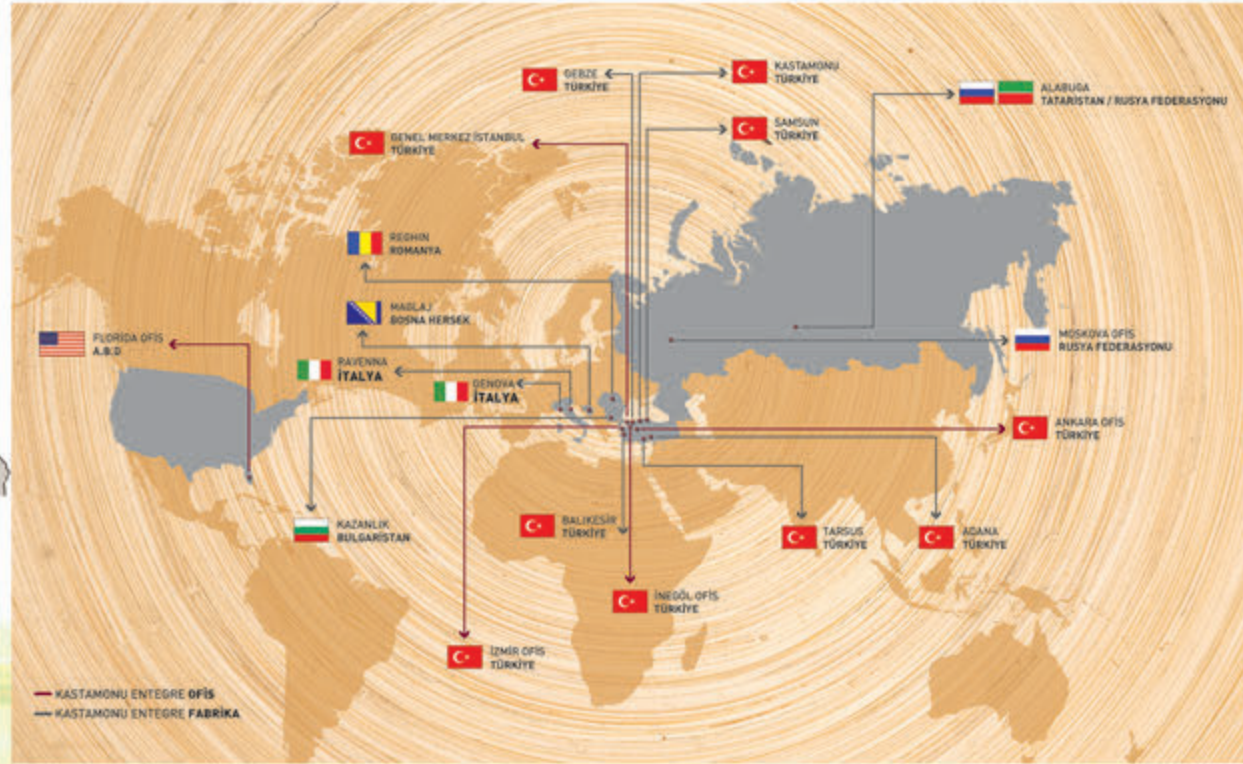 GEBZE
TÜRKİYE
KASTAMONU
TÜRKİYE
ALABUGA
TATARİSTAN / RUSYA FEDERASYONU
SAMSUN
TÜRKİYE
GENEL MERKEZ İSTANBUL
TÜRKİYE
REGHIN
ROMANYA
MAGLAJ
BOSNA HERSEK
FLORİDA OFİS
A.B.D
MOSKOVA OFİS
RUSYA FEDERASYONU
RAVENNA
İTALYA
GENOVA
İTALYA
ANKARA OFİS
TÜRKİYE
KAZANLIK
BULGARİSTAN
BALIKESİR
TÜRKİYE
TARSUS
TÜRKİYE
ADANA
TÜRKİYE
İNEGÖL OFİS
TÜRKİYE
İZMİR OFİS
TÜRKİYE
KASTAMONU ENTEGRE OFİS
KASTAMONU ENTEGRE FABRİKA